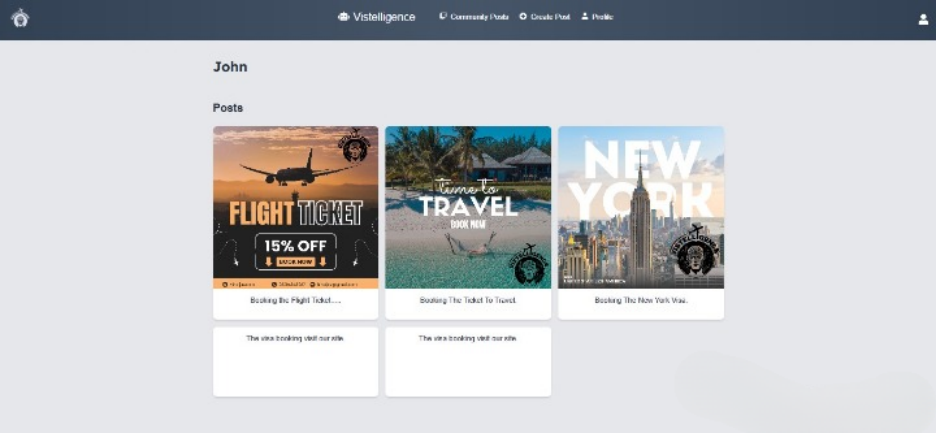 Vistelligence
Community Posts
Create Post
Profile
John
Posts
FLIGHT TICKET
15% OFF
BOOK NOW
Booking the Flight Ticket.....
time to
TRAVEL
BOOK NOW
Booking The Ticket To Travel.
NEW
YORK
Booking The New York Visa.
The visa booking visit our site.
The visa booking visit our site.